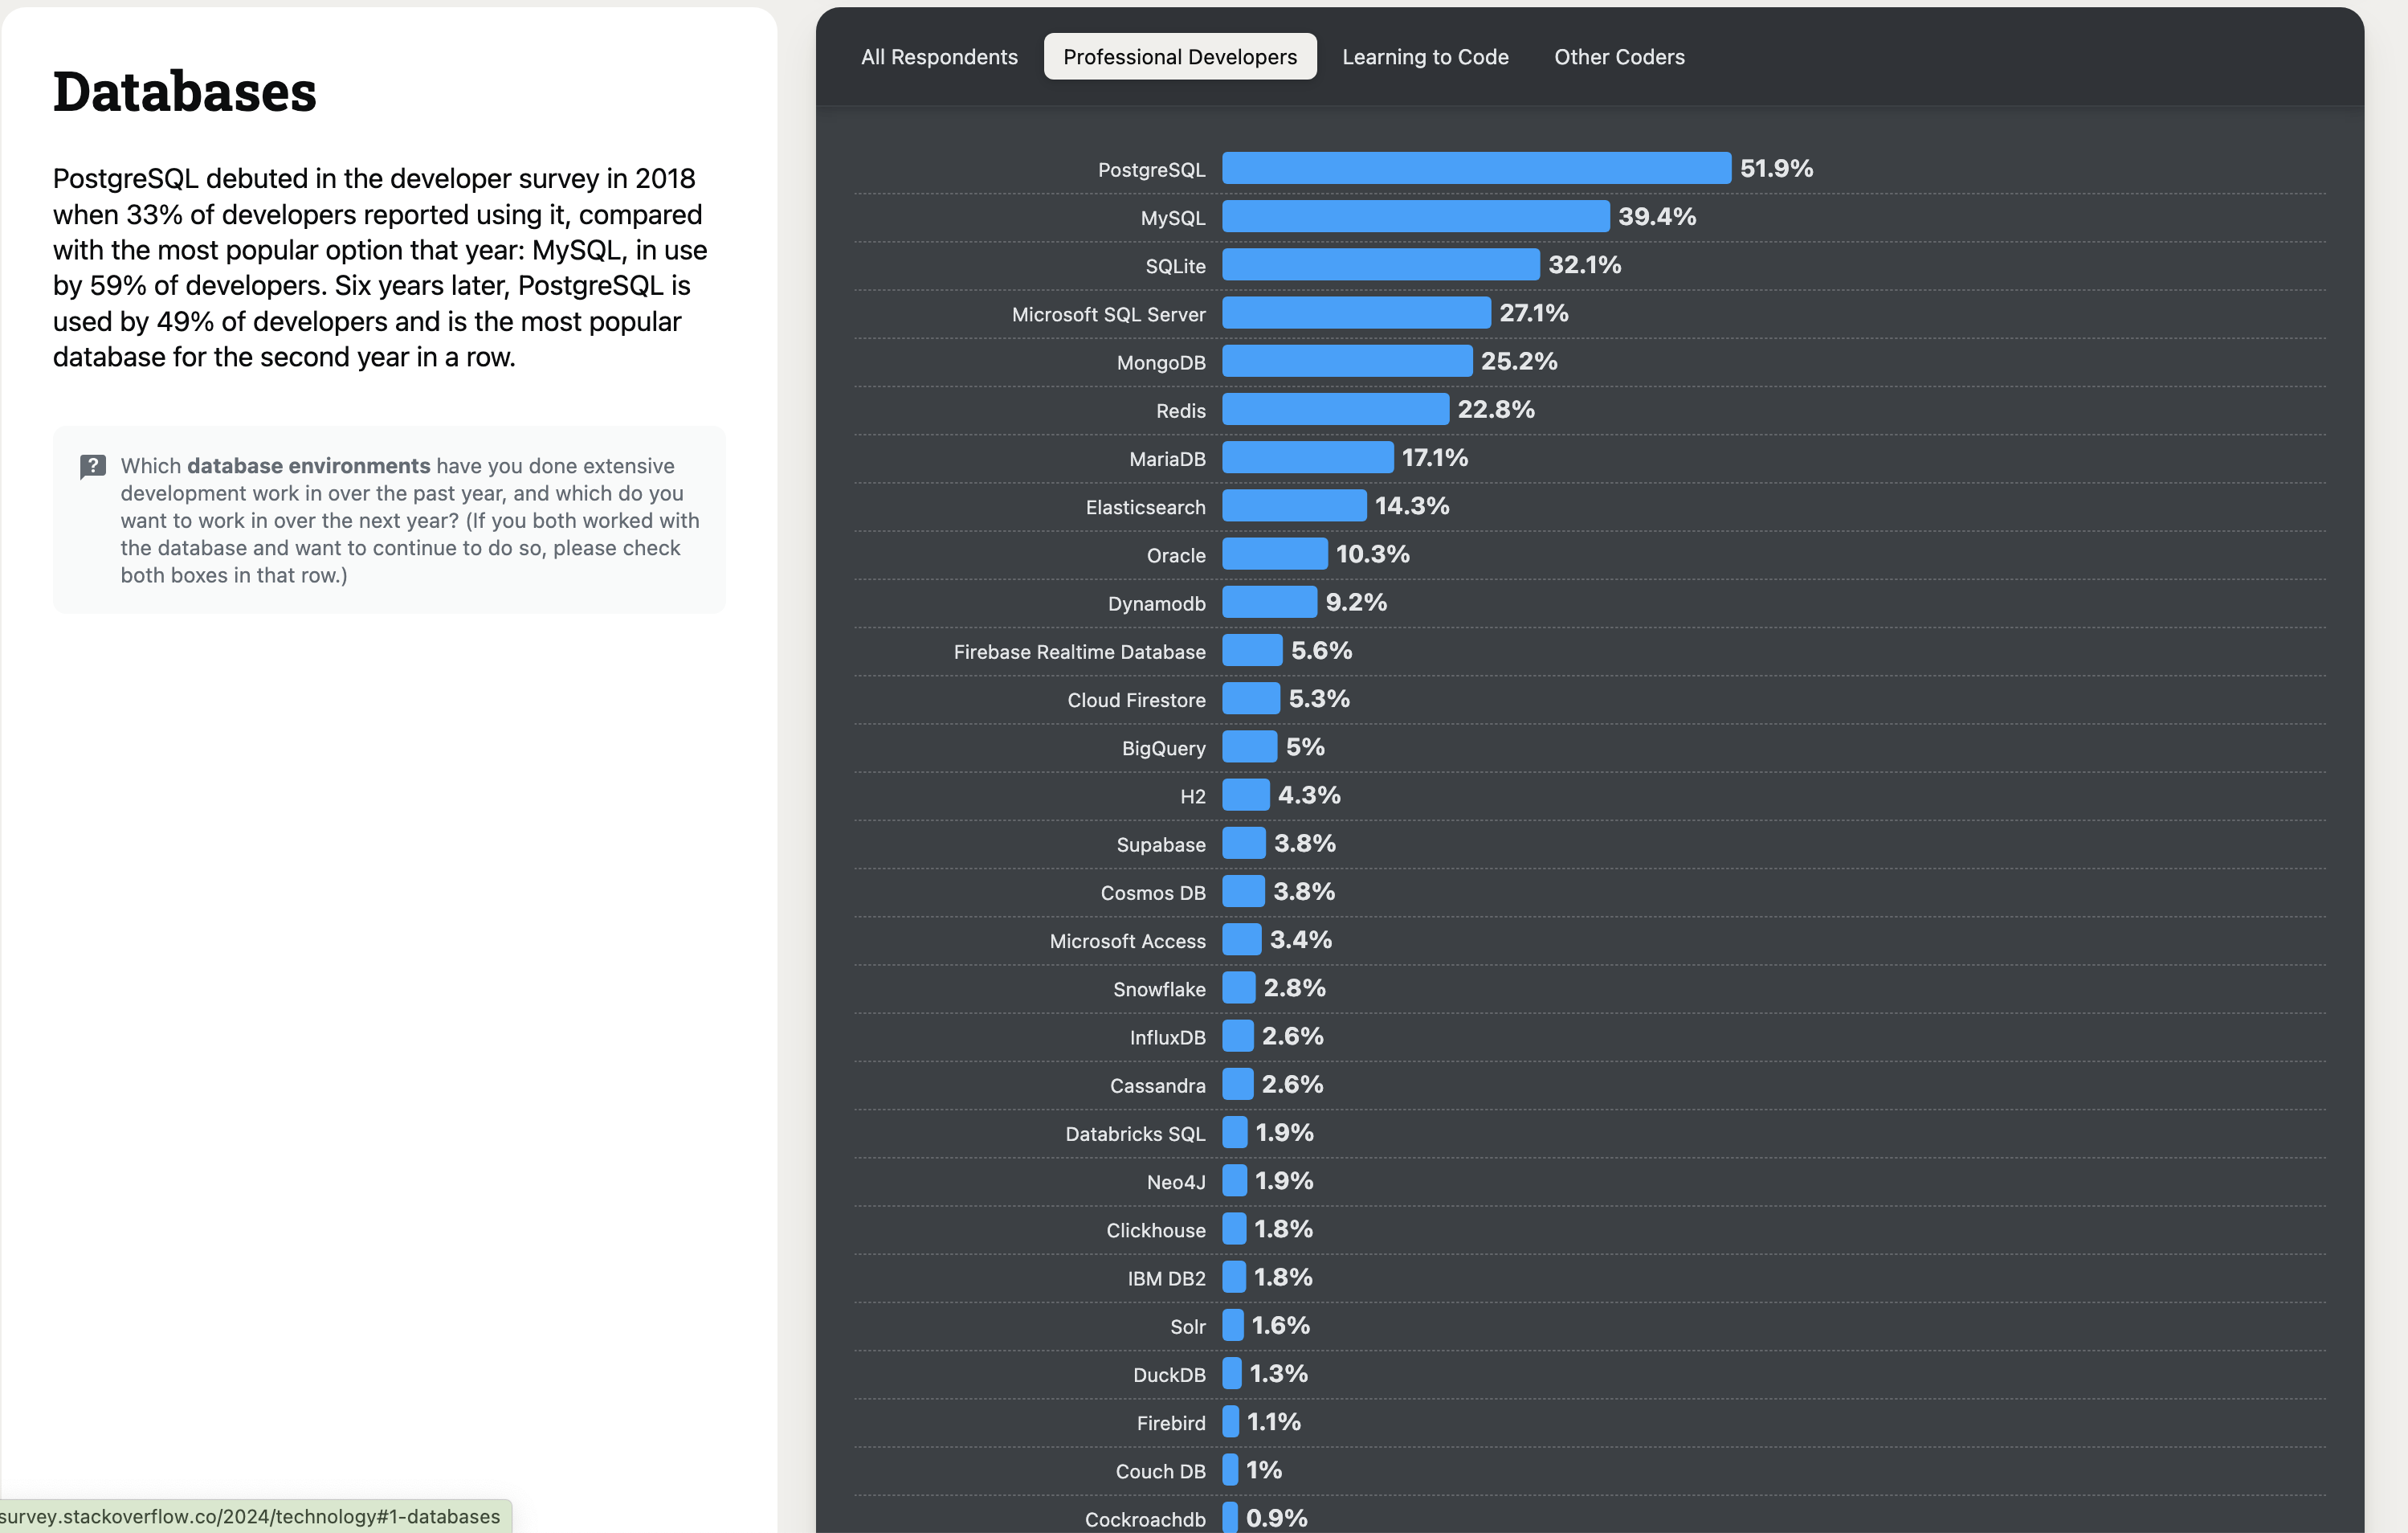 Databases
PostgreSQL debuted in the developer survey in 2018
when 33% of developers reported using it, compared
with the most popular option that year: MySQL, in use
by 59% of developers. Six years later, PostgreSQL is
used by 49% of developers and is the most popular
database for the second year in a row.
Which database environments have you done extensive
development work in over the past year, and which do you
want to work in over the next year? (If you both worked with
the database and want to continue to do so, please check
both boxes in that row.)
survey.stackoverflow.co/2024/technology#1-databases
All Respondents Professional Developers Learning to Code Other Coders
PostgreSQL 51.9%
MySQL 39.4%
SQLite 32.1%
Microsoft SQL Server 27.1%
MongoDB 25.2%
Redis 22.8%
MariaDB 17.1%
Elasticsearch 14.3%
Oracle 10.3%
Dynamodb 9.2%
Firebase Realtime Database 5.6%
Cloud Firestore 5.3%
BigQuery 5%
H2 4.3%
Supabase 3.8%
Cosmos DB 3.8%
Microsoft Access 3.4%
Snowflake 2.8%
InfluxDB 2.6%
Cassandra 2.6%
Databricks SQL 1.9%
Neo4J 1.9%
Clickhouse 1.8%
IBM DB2 1.8%
Solr 1.6%
DuckDB 1.3%
Firebird 1.1%
Couch DB 1%
Cockroachdb 0.9%